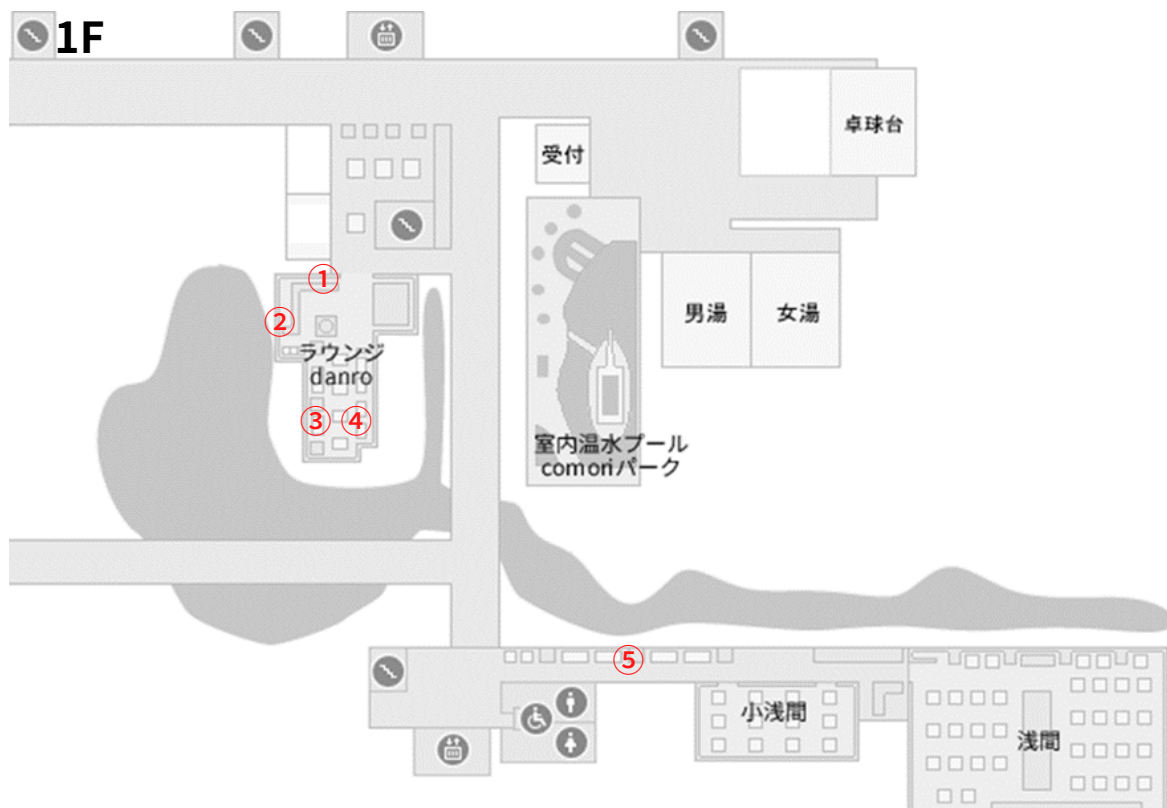 1F
卓球台
受付
①
男湯
女湯
②
ラウンジ
danro
③
④
室内温水プール
comoriパーク
⑤
小浅間
浅間